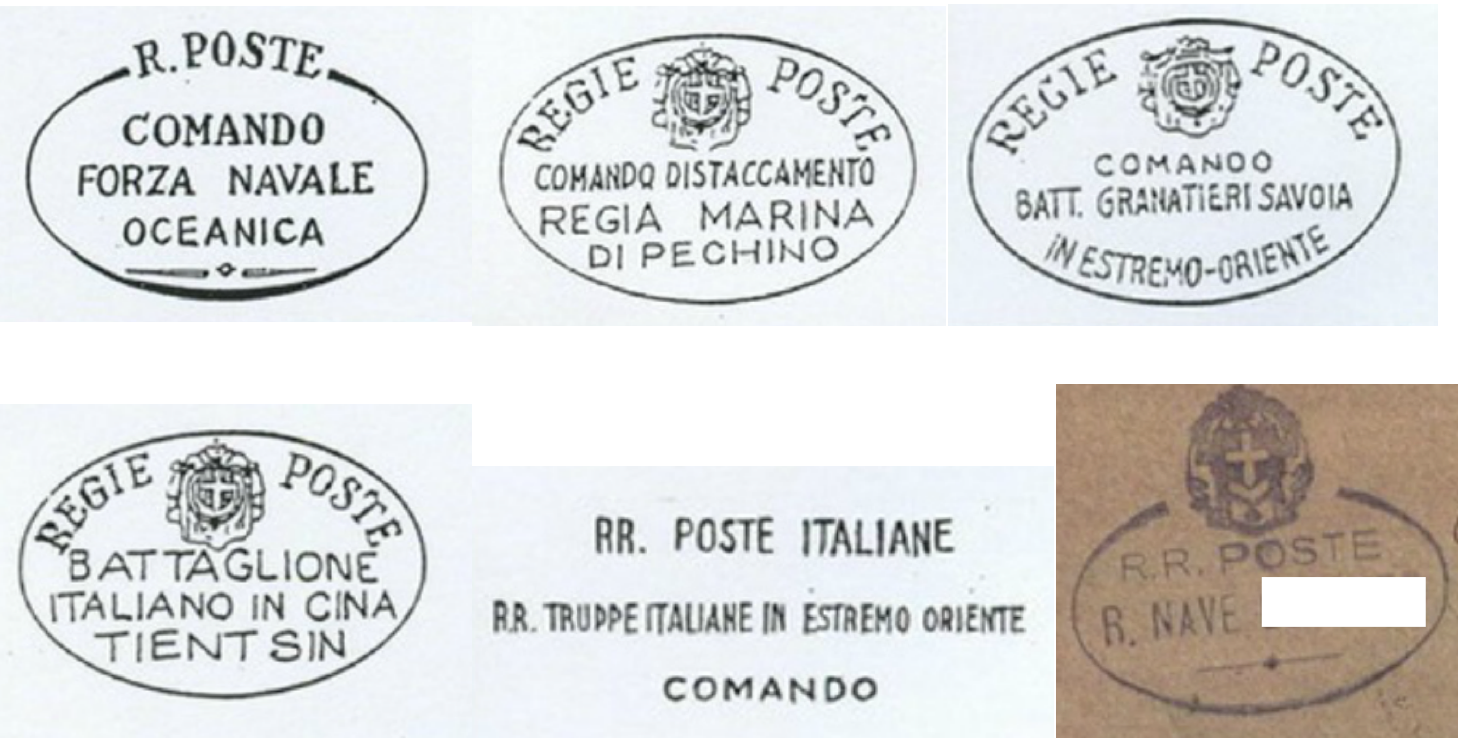 R. POSTE
COMANDO
FORZA NAVALE
OCEANICA
REGIE POSTE
COMANDO DISTACCAMENTO
REGIA MARINA
DI PECHINO
REGIE POSTE
COMANDO
BATT. GRANATIERI SAVOIA
IN ESTREMO-ORIENTE
REGIE POSTE
BATTAGLIONE
ITALIANO IN CINA
TIENTSIN
RR. POSTE ITALIANE
R.R. TRUPPE ITALIANE IN ESTREMO ORIENTE
COMANDO
R.R. POSTE
R. NAVE